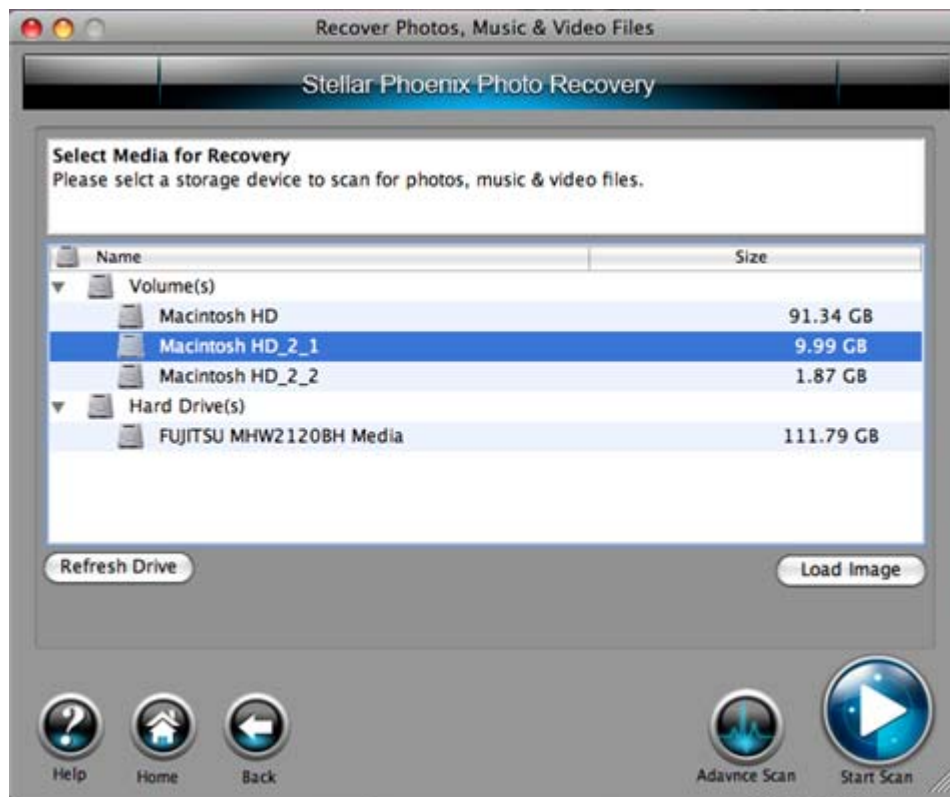 Recover Photos, Music & Video Files
Stellar Phoenix Photo Recovery
Select Media for Recovery
Please selct a storage device to scan for photos, music & video files.
Name Size
Volume(s)
Macintosh HD 91.34 GB
Macintosh HD_2_1 9.99 GB
Macintosh HD_2_2 1.87 GB
Hard Drive(s)
FUJITSU MHW2120BH Media 111.79 GB
Refresh Drive Load Image
Help Home Back Adavnce Scan Start Scan